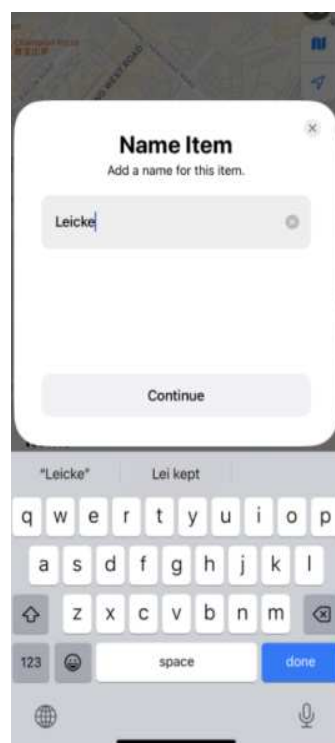 Name Item
Add a name for this item.
Leicke
Continue
"Leicke"
Lei kept
q w e r t y u i o p
a s d f g h j k l
z x c v b n m
123
space
done